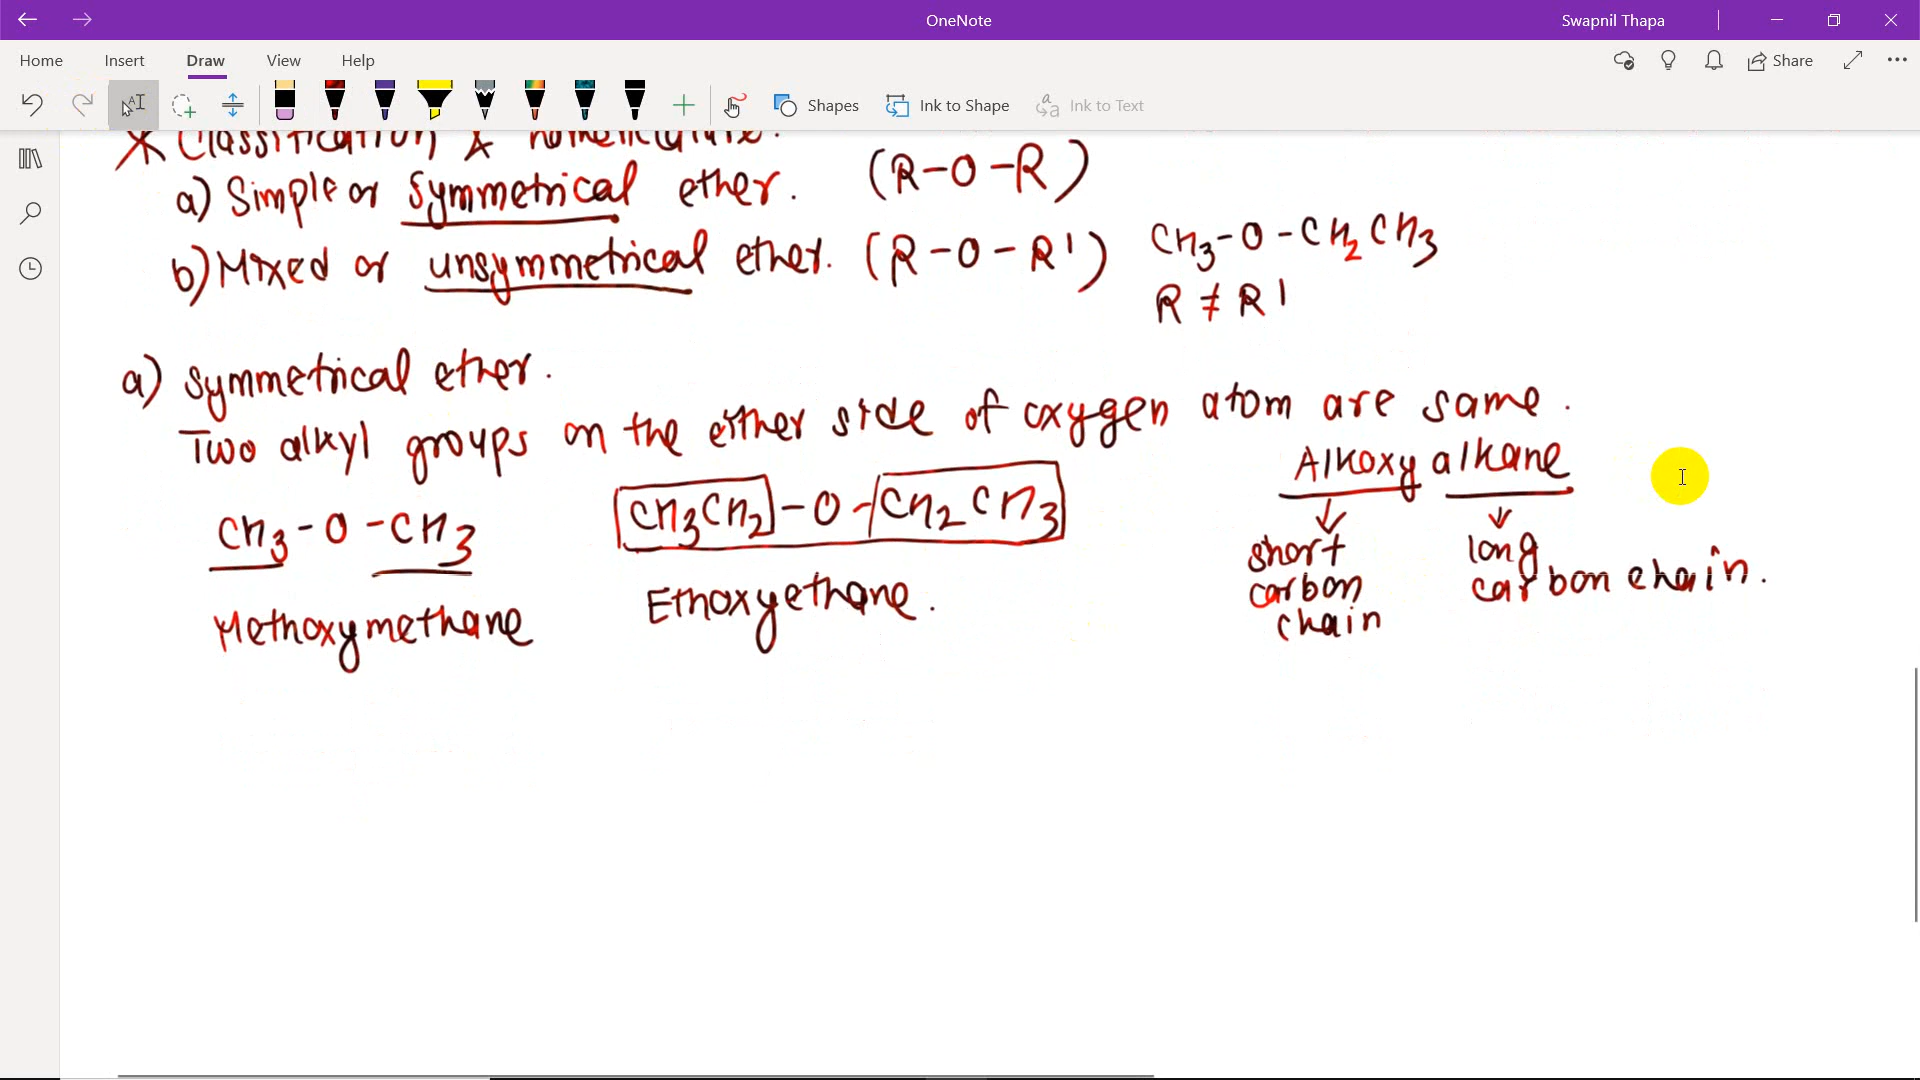 OneNote
Swapnil Thapa
Home Insert Draw View Help
Share
Shapes Ink to Shape Ink to Text
* Classification & nomenclature.
a) Simple or symmetrical ether. (R-O-R)
b) Mixed or unsymmetrical ether. (R-O-R') CH3-O-CH2CH3
R ≠ R'
a) Symmetrical ether.
Two alkyl groups on the either side of oxygen atom are same.
Alkoxy alkane
CH3-O-CH3 CH3CH2-O-CH2CH3
short carbon chain
long carbon chain.
Methoxymethane Ethoxyethane.